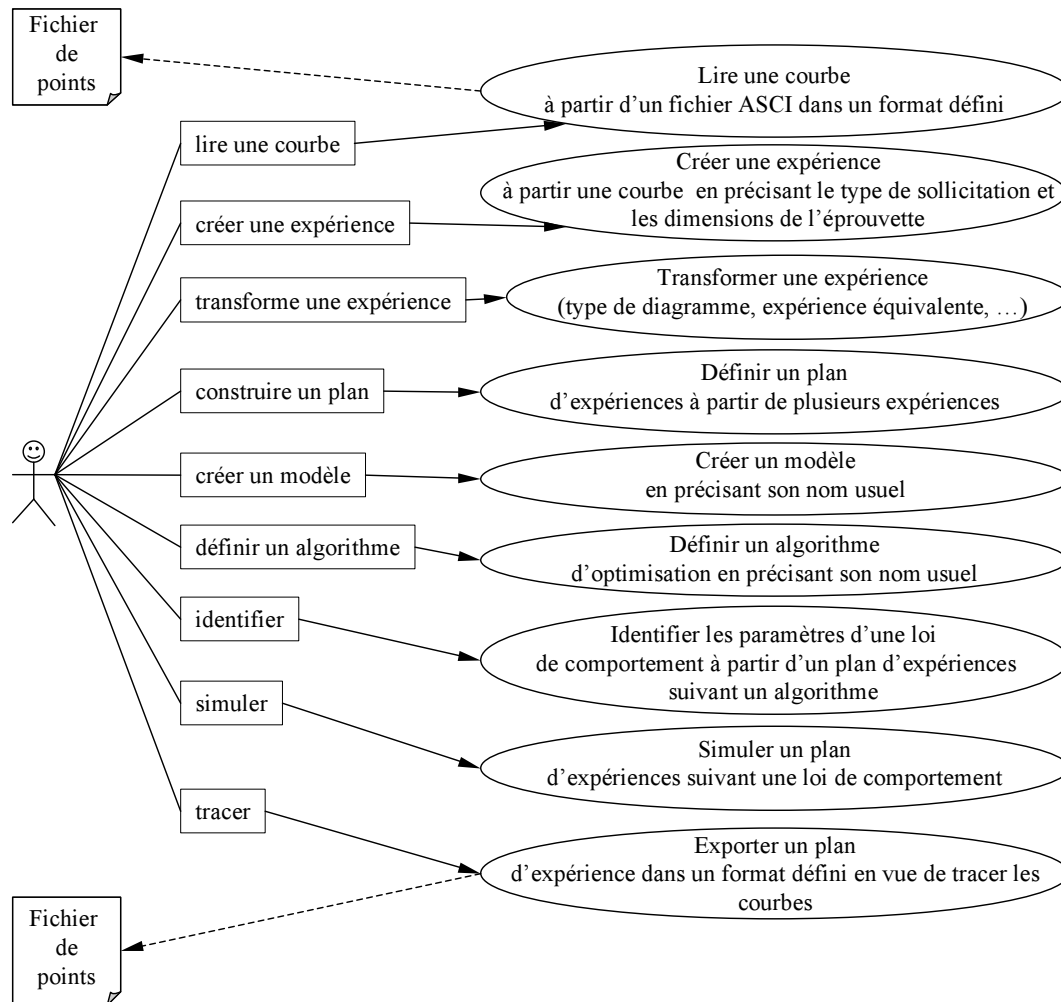 Fichier
de
points
Lire une courbe
à partir d’un fichier ASCI dans un format défini
lire une courbe
Créer une expérience
à partir une courbe en précisant le type de sollicitation et
les dimensions de l’éprouvette
créer une expérience
Transformer une expérience
(type de diagramme, expérience équivalente, …)
transforme une expérience
Définir un plan
d’expériences à partir de plusieurs expériences
construire un plan
Créer un modèle
en précisant son nom usuel
créer un modèle
Définir un algorithme
d’optimisation en précisant son nom usuel
définir un algorithme
identifier
Identifier les paramètres d’une loi
de comportement à partir d’un plan d’expériences
suivant un algorithme
simuler
Simuler un plan
d’expériences suivant une loi de comportement
tracer
Exporter un plan
d’expérience dans un format défini en vue de tracer les
courbes
Fichier
de
points